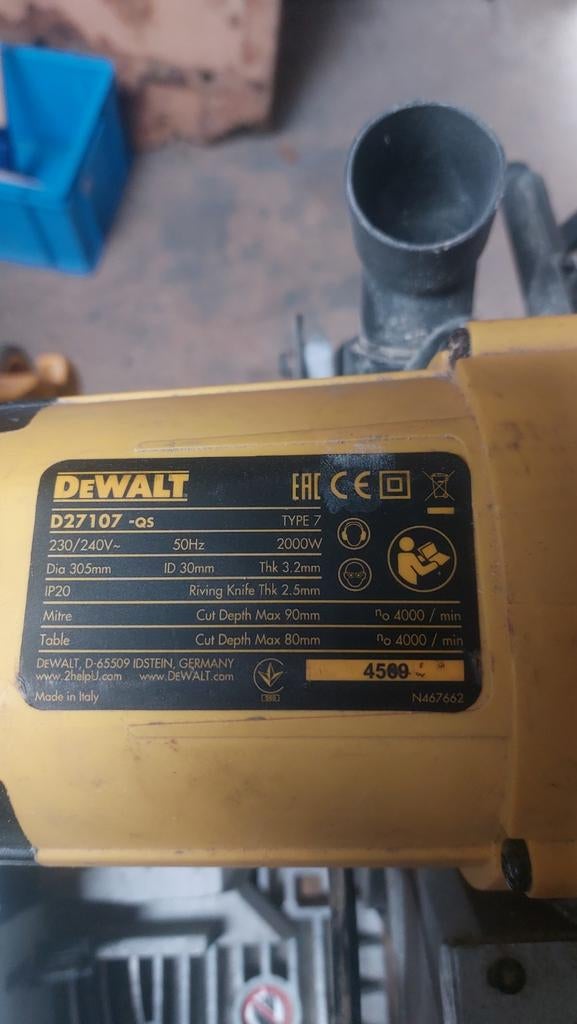 DEWALT
EAC CE
D27107 -QS TYPE 7
230/240V~ 50Hz 2000W
Dia 305mm ID 30mm Thk 3.2mm
IP20 Riving Knife Thk 2.5mm
Mitre Cut Depth Max 90mm n₀ 4000 / min
Table Cut Depth Max 80mm n₀ 4000 / min
DEWALT, D-65509 IDSTEIN, GERMANY
www.2helpU.com www.DEWALT.com
Made in Italy
N467662